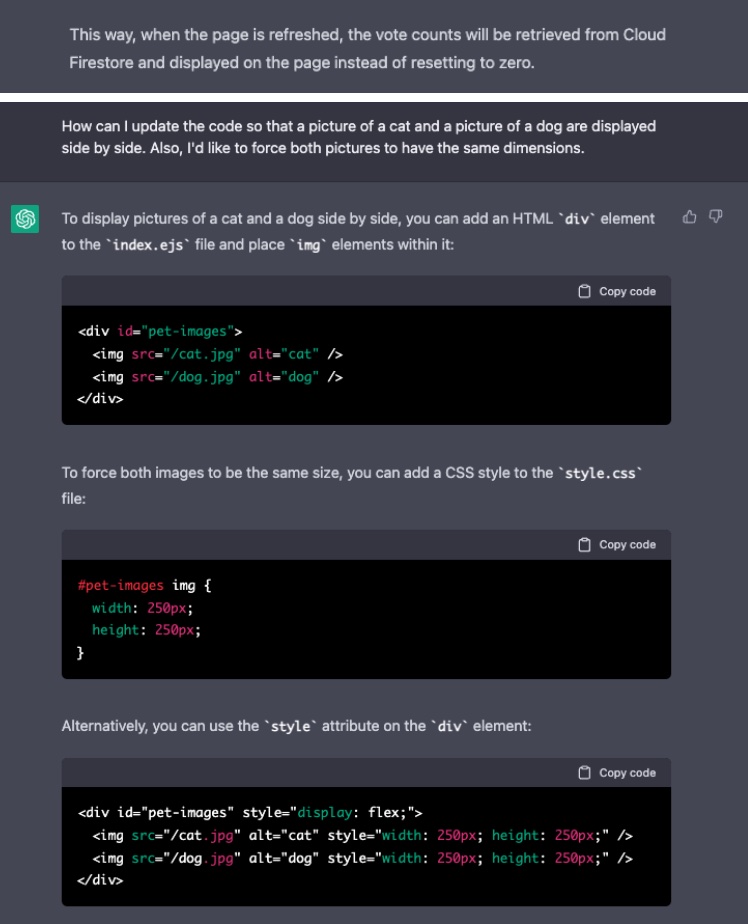 This way, when the page is refreshed, the vote counts will be retrieved from Cloud
Firestore and displayed on the page instead of resetting to zero.
How can I update the code so that a picture of a cat and a picture of a dog are displayed
side by side. Also, I'd like to force both pictures to have the same dimensions.
To display pictures of a cat and a dog side by side, you can add an HTML `div` element
to the `index.ejs` file and place `img` elements within it:
Copy code
<div id="pet-images">
  <img src="/cat.jpg" alt="cat" />
  <img src="/dog.jpg" alt="dog" />
</div>
To force both images to be the same size, you can add a CSS style to the `style.css`
file:
Copy code
#pet-images img {
  width: 250px;
  height: 250px;
}
Alternatively, you can use the `style` attribute on the `div` element:
Copy code
<div id="pet-images" style="display: flex;">
  <img src="/cat.jpg" alt="cat" style="width: 250px; height: 250px;" />
  <img src="/dog.jpg" alt="dog" style="width: 250px; height: 250px;" />
</div>